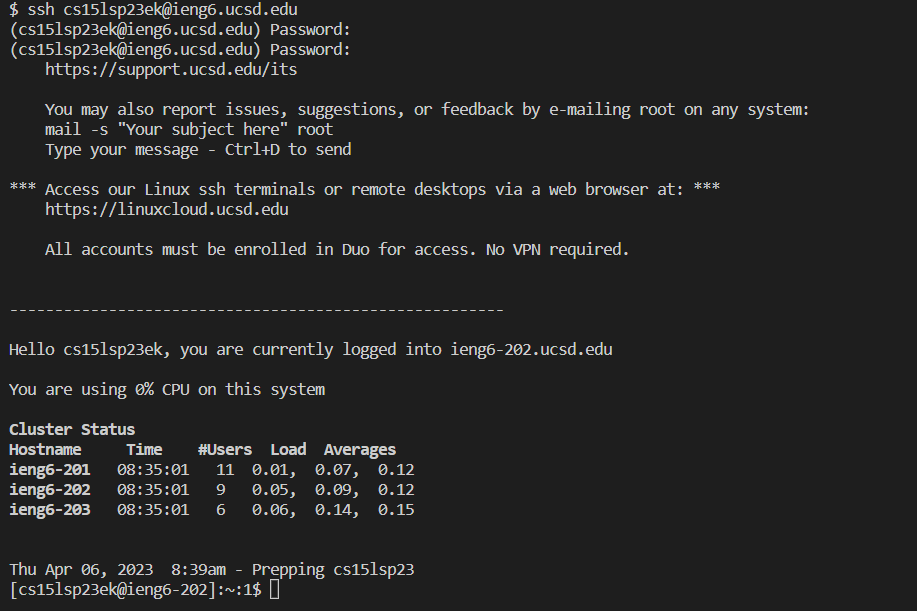 $ ssh cs15lsp23ek@ieng6.ucsd.edu
(cs15lsp23ek@ieng6.ucsd.edu) Password:
(cs15lsp23ek@ieng6.ucsd.edu) Password:
https://support.ucsd.edu/its
You may also report issues, suggestions, or feedback by e-mailing root on any system:
mail -s "Your subject here" root
Type your message - Ctrl+D to send
*** Access our Linux ssh terminals or remote desktops via a web browser at: ***
https://linuxcloud.ucsd.edu
All accounts must be enrolled in Duo for access. No VPN required.
-------------------------------------------------------
Hello cs15lsp23ek, you are currently logged into ieng6-202.ucsd.edu
You are using 0% CPU on this system
Cluster Status
Hostname Time #Users Load Averages
ieng6-201 08:35:01 11 0.01, 0.07, 0.12
ieng6-202 08:35:01 9 0.05, 0.09, 0.12
ieng6-203 08:35:01 6 0.06, 0.14, 0.15
Thu Apr 06, 2023 8:39am - Prepping cs15lsp23
[cs15lsp23ek@ieng6-202]:~:1$